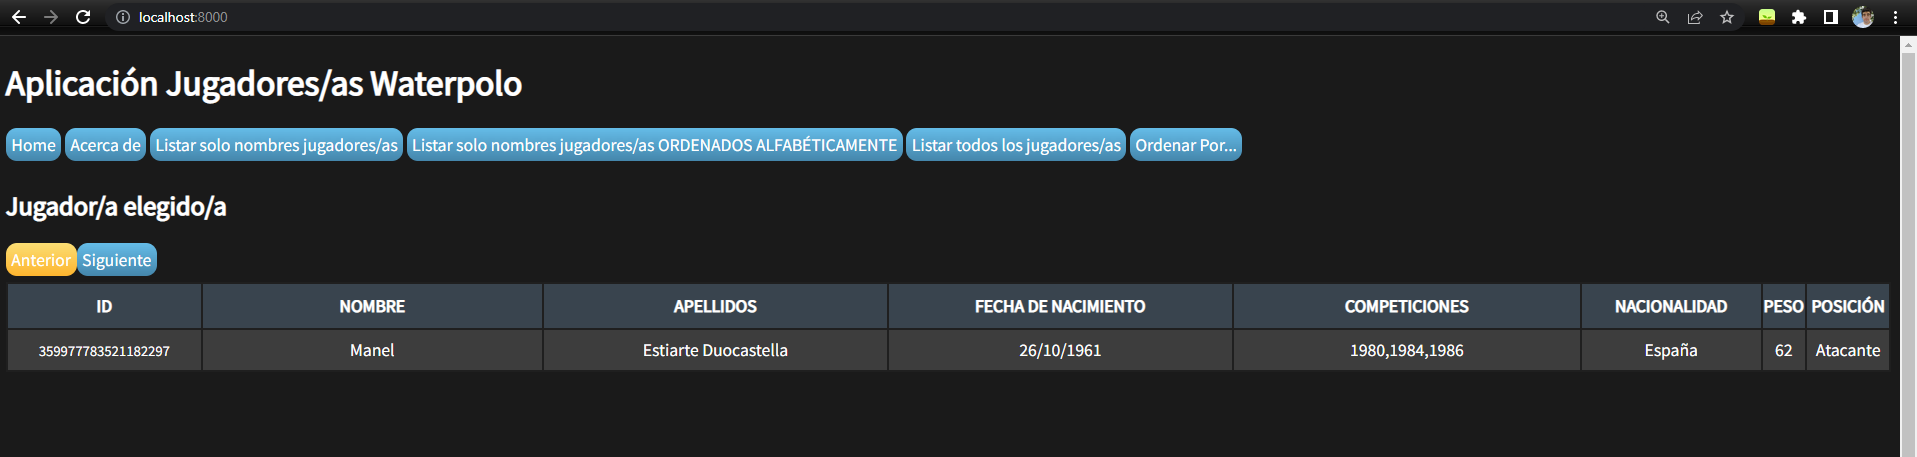 localhost:8000
Aplicación Jugadores/as Waterpolo
Home Acerca de Listar solo nombres jugadores/as Listar solo nombres jugadores/as ORDENADOS ALFABÉTICAMENTE Listar todos los jugadores/as Ordenar Por...
Jugador/a elegido/a
Anterior Siguiente
ID NOMBRE APELLIDOS FECHA DE NACIMIENTO COMPETICIONES NACIONALIDAD PESO POSICIÓN
359977783521182297 Manel Estiarte Duocastella 26/10/1961 1980,1984,1986 España 62 Atacante